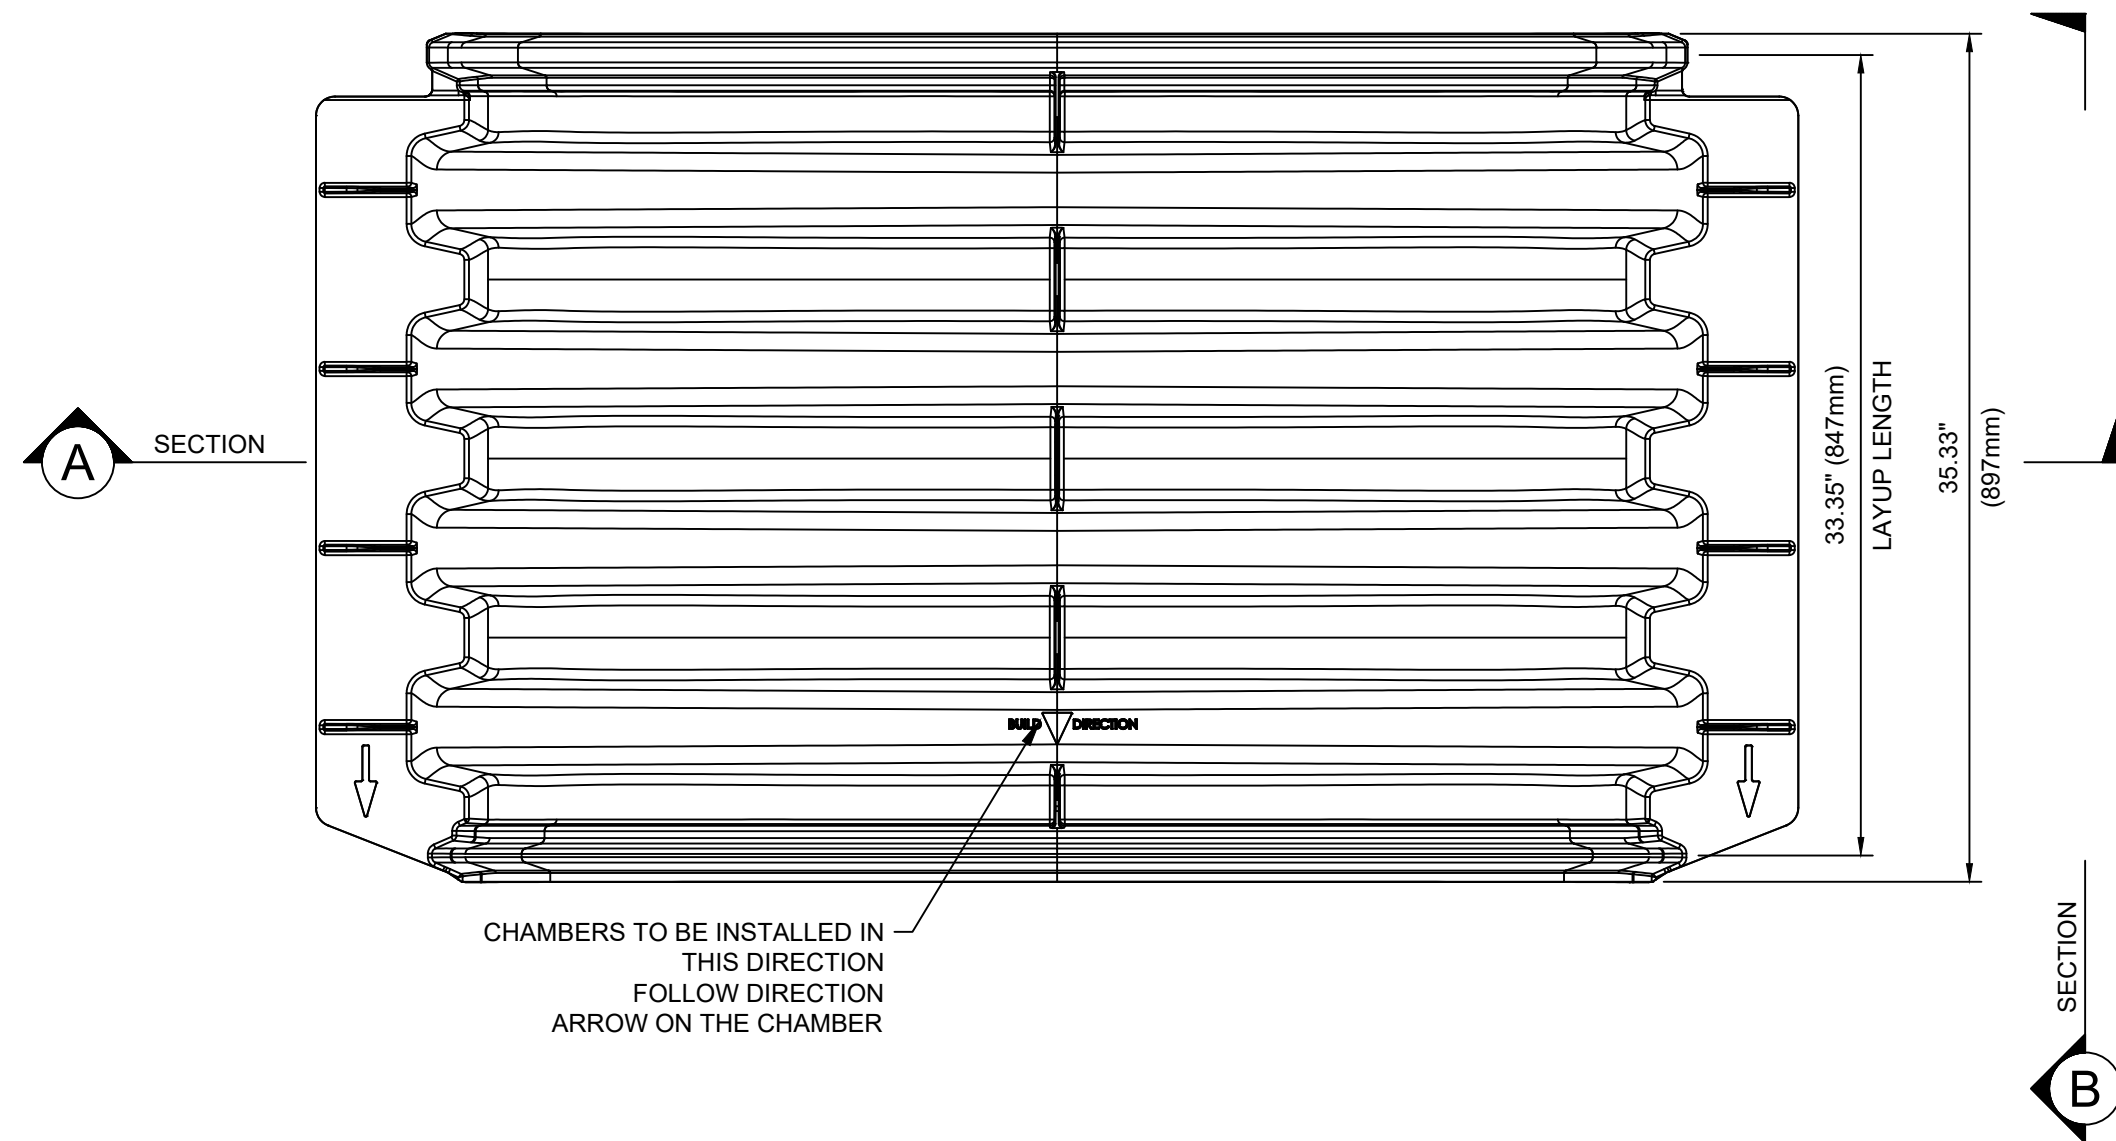 A
SECTION
33.35" (847mm)
LAYUP LENGTH
35.33"
(897mm)
BUILD DIRECTION
CHAMBERS TO BE INSTALLED IN
THIS DIRECTION
FOLLOW DIRECTION
ARROW ON THE CHAMBER
SECTION
B